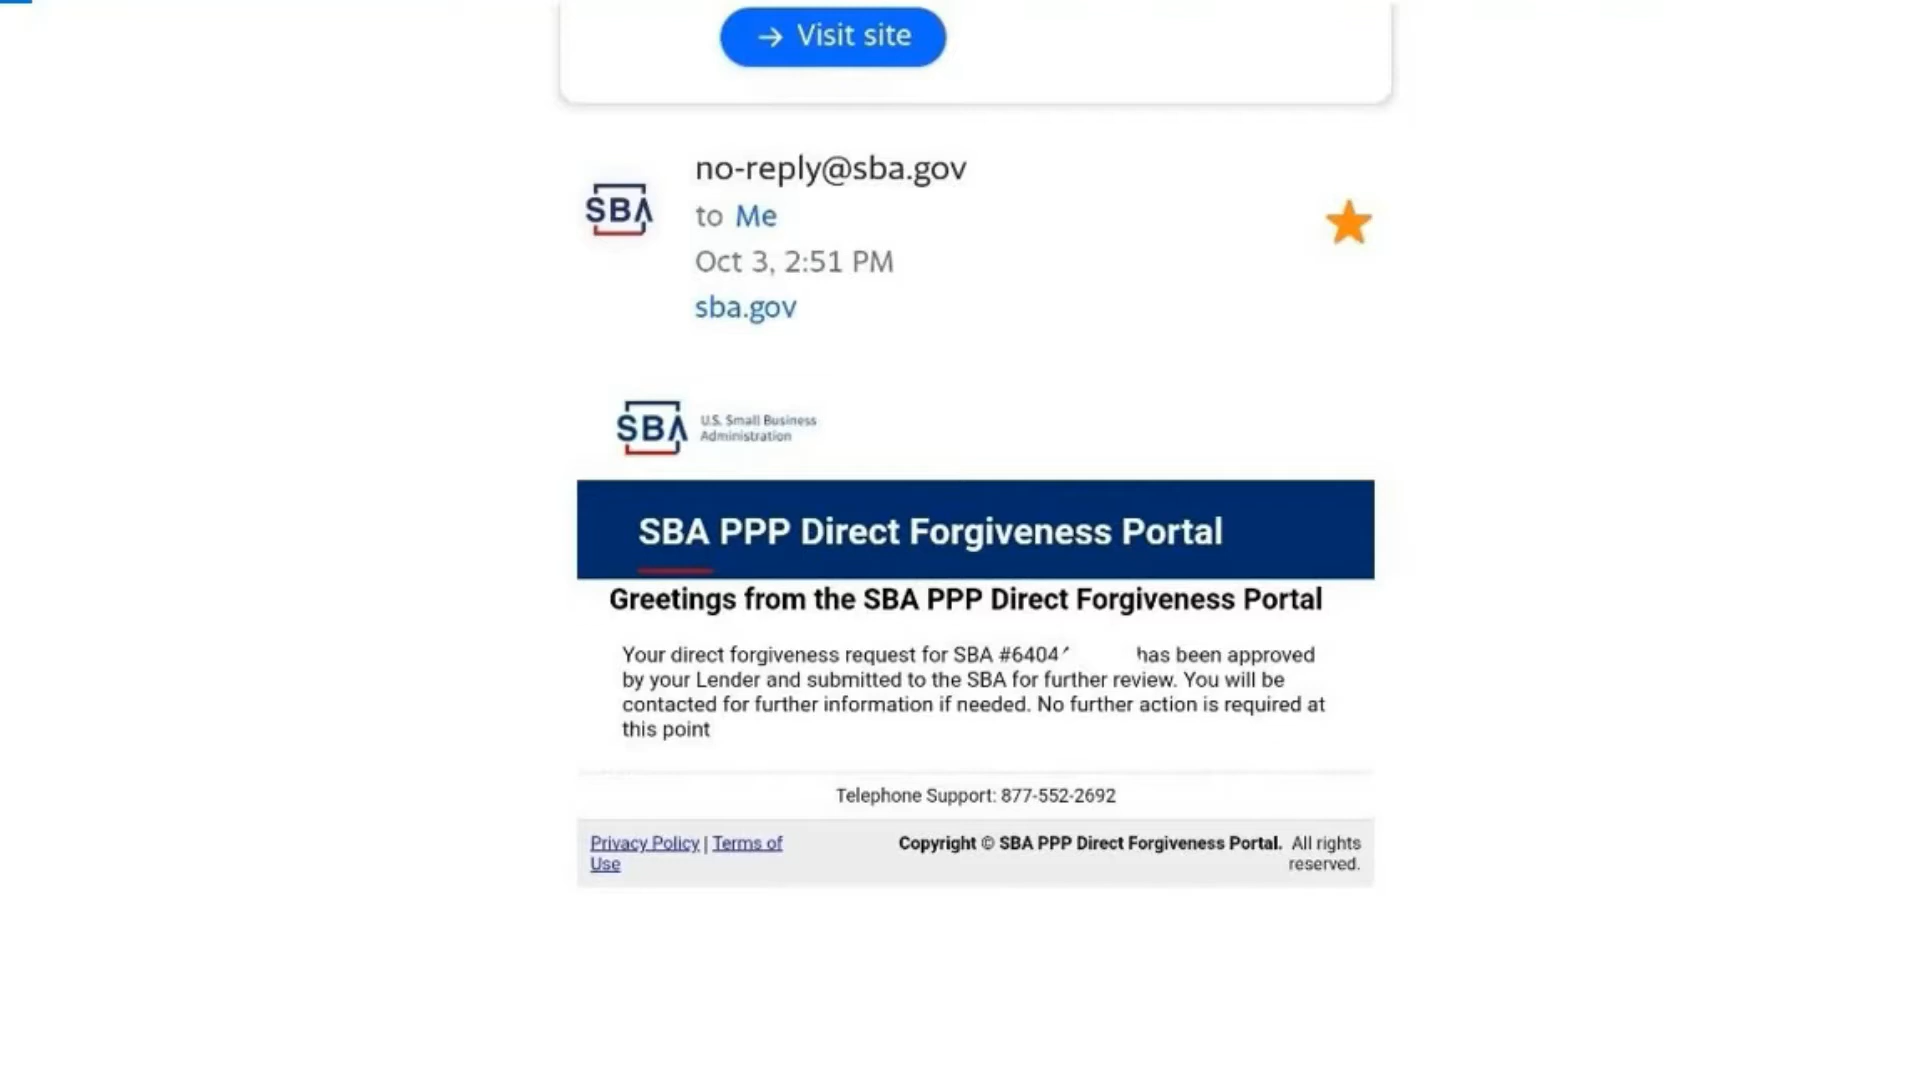 → Visit site
no-reply@sba.gov
SBA
to Me
Oct 3, 2:51 PM
sba.gov
SBA U.S. Small Business
Administration
SBA PPP Direct Forgiveness Portal
Greetings from the SBA PPP Direct Forgiveness Portal
Your direct forgiveness request for SBA #6404 has been approved
by your Lender and submitted to the SBA for further review. You will be
contacted for further information if needed. No further action is required at
this point
Telephone Support: 877-552-2692
Privacy Policy | Terms of
Use
Copyright © SBA PPP Direct Forgiveness Portal. All rights
reserved.